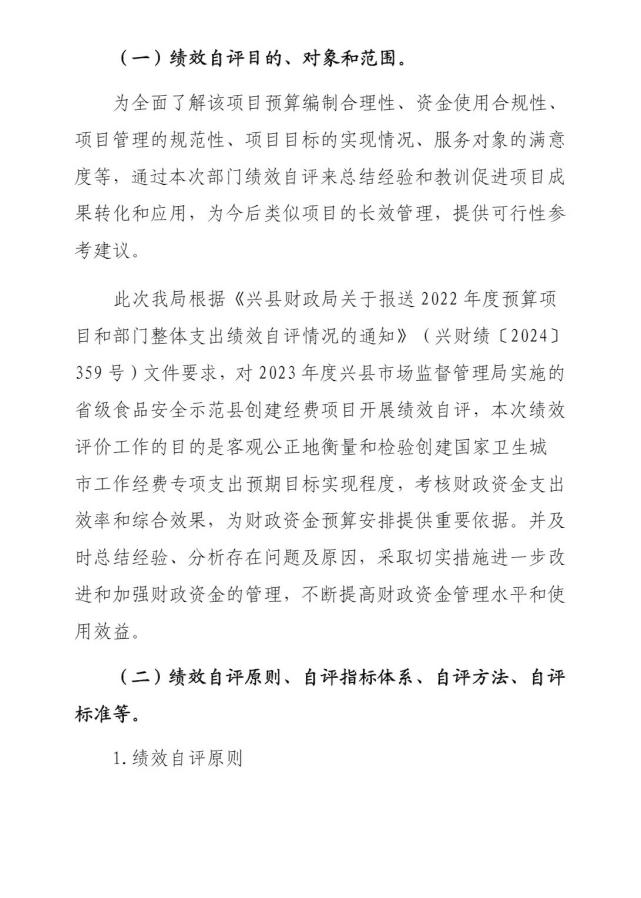 （一）绩效自评目的、对象和范围。
为全面了解该项目预算编制合理性、资金使用合规性、
项目管理的规范性、项目目标的实现情况、服务对象的满意
度等，通过本次部门绩效自评来总结经验和教训促进项目成
果转化和应用，为今后类似项目的长效管理，提供可行性参
考建议。
此次我局根据《兴县财政局关于报送 2022 年度预算项
目和部门整体支出绩效自评情况的通知》（兴财绩〔2024〕
359 号）文件要求，对 2023 年度兴县市场监督管理局实施的
省级食品安全示范县创建经费项目开展绩效自评，本次绩效
评价工作的目的是客观公正地衡量和检验创建国家卫生城
市工作经费专项支出预期目标实现程度，考核财政资金支出
效率和综合效果，为财政资金预算安排提供重要依据。并及
时总结经验、分析存在问题及原因，采取切实措施进一步改
进和加强财政资金的管理，不断提高财政资金管理水平和使
用效益。
（二）绩效自评原则、自评指标体系、自评方法、自评
标准等。
1.绩效自评原则